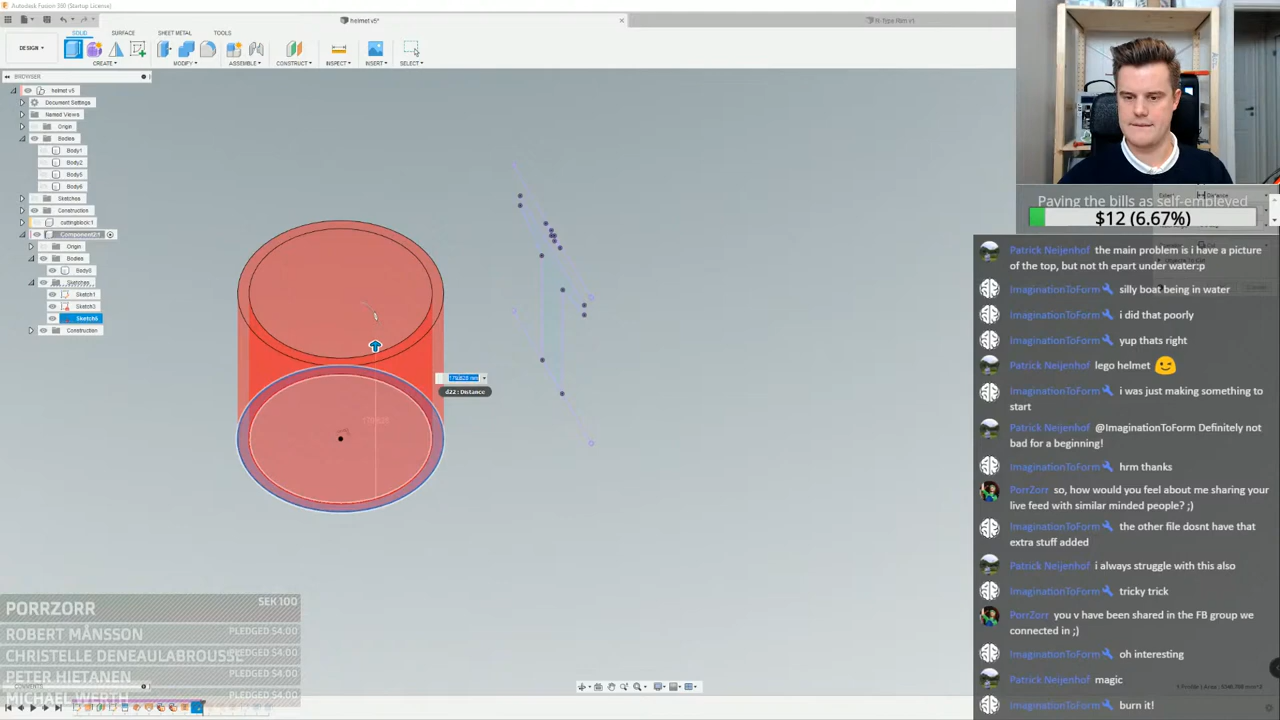 Autodesk Fusion 360 (Startup License)
helmet v5*
SOLID
SURFACE
SHEET METAL
TOOLS
DESIGN
CREATE
MODIFY
ASSEMBLE
CONSTRUCT
INSPECT
INSERT
SELECT
BROWSER
helmet v5
Document Settings
Named Views
Origin
Bodies
Body1
Body2
Body5
Body6
Sketches
Construction
cuttingblock:1
Origin
Bodies
Sketches
Sketch1
Sketch3
Construction
d22 : Distance
Paying the bills as self-employed
$12 (6.67%)
Patrick Neijenhof the main problem is i have a picture
of the top, but not th epart under water:p
ImaginationToForm silly boat being in water
ImaginationToForm i did that poorly
ImaginationToForm yup thats right
Patrick Neijenhof lego helmet
ImaginationToForm i was just making something to
start
Patrick Neijenhof @ImaginationToForm Definitely not
bad for a beginning!
ImaginationToForm hrm thanks
PorrZorr so, how would you feel about me sharing your
live feed with similar minded people? ;)
ImaginationToForm the other file dosnt have that
extra stuff added
Patrick Neijenhof i always struggle with this also
ImaginationToForm tricky trick
PorrZorr you v have been shared in the FB group we
connected in ;)
ImaginationToForm oh interesting
Patrick Neijenhof magic
ImaginationToForm burn it!
PORRZORR SEK 100
ROBERT MÅNSSON PLEDGED $4.00
CHRISTELLE DENEAULABROUSSE PLEDGED $4.00
PETER HIETANEN PLEDGED $4.00
MICHAEL WERTH PLEDGED $4.00